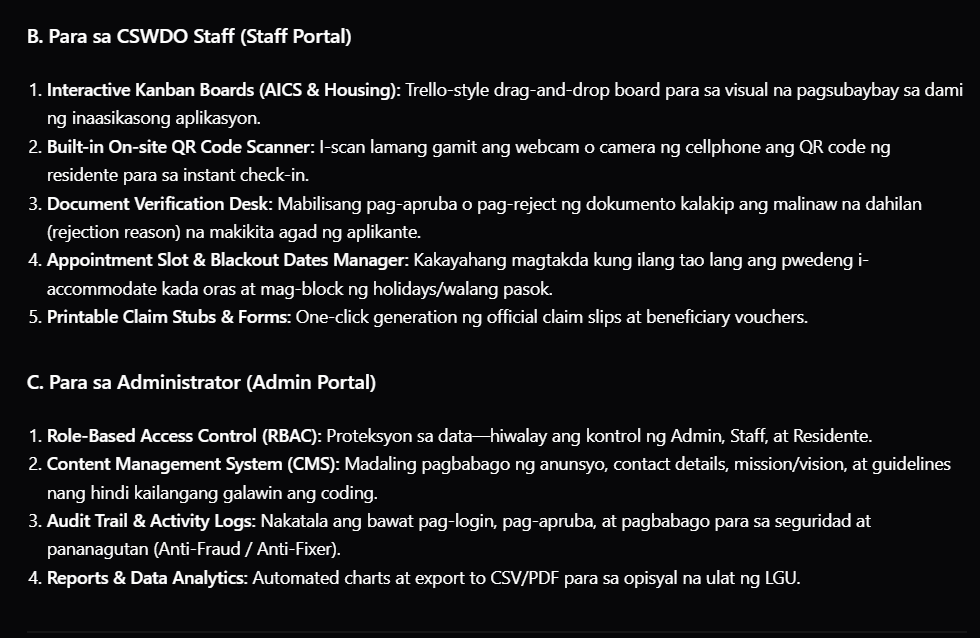 B. Para sa CSWDO Staff (Staff Portal)
1. Interactive Kanban Boards (AICS & Housing): Trello-style drag-and-drop board para sa visual na pagsubaybay sa dami
ng inaasikasong aplikasyon.
2. Built-in On-site QR Code Scanner: I-scan lamang gamit ang webcam o camera ng cellphone ang QR code ng
residente para sa instant check-in.
3. Document Verification Desk: Mabilisang pag-apruba o pag-reject ng dokumento kalakip ang malinaw na dahilan
(rejection reason) na makikita agad ng aplikante.
4. Appointment Slot & Blackout Dates Manager: Kakayahang magtakda kung ilang tao lang ang pwedeng i-
accommodate kada oras at mag-block ng holidays/walang pasok.
5. Printable Claim Stubs & Forms: One-click generation ng official claim slips at beneficiary vouchers.
C. Para sa Administrator (Admin Portal)
1. Role-Based Access Control (RBAC): Proteksyon sa data—hiwalay ang kontrol ng Admin, Staff, at Residente.
2. Content Management System (CMS): Madaling pagbabago ng anunsyo, contact details, mission/vision, at guidelines
nang hindi kailangang galawin ang coding.
3. Audit Trail & Activity Logs: Nakatala ang bawat pag-login, pag-apruba, at pagbabago para sa seguridad at
pananagutan (Anti-Fraud / Anti-Fixer).
4. Reports & Data Analytics: Automated charts at export to CSV/PDF para sa opisyal na ulat ng LGU.